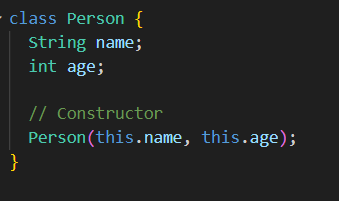 class Person {
  String name;
  int age;

  // Constructor
  Person(this.name, this.age);
}